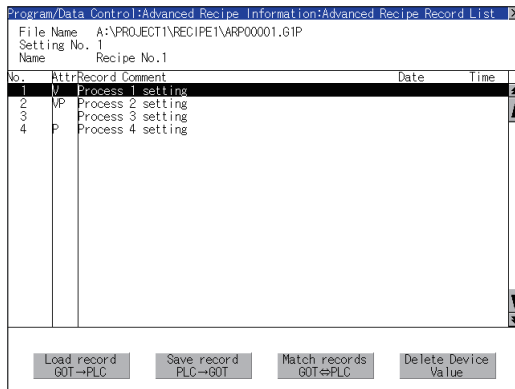 Program/Data Control:Advanced Recipe Information:Advanced Recipe Record List
File Name A:\PROJECT1\RECIPE1\ARP00001.G1P
Setting No. 1
Name Recipe No.1
No. Attr Record Comment Date Time
1 V Process 1 setting
2 VP Process 2 setting
3 Process 3 setting
4 P Process 4 setting
Load record Save record Match records Delete Device
GOT→PLC PLC→GOT GOT⇔PLC Value